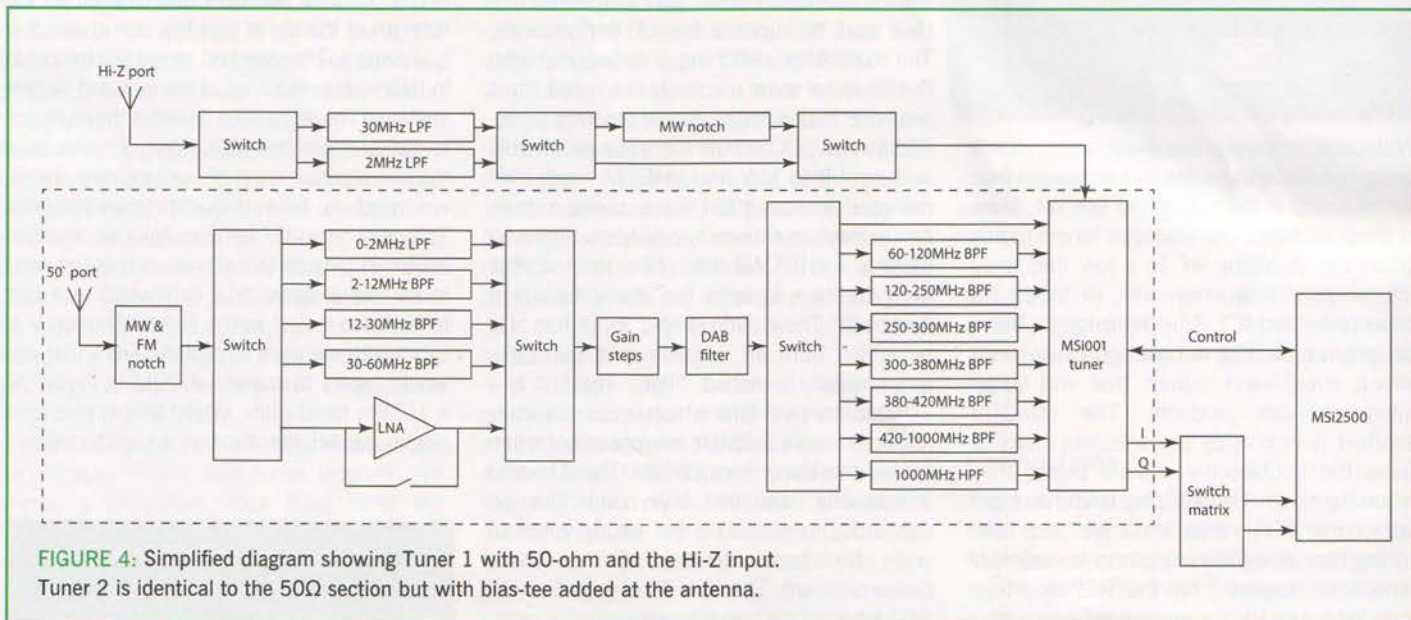 Hi-Z port
Switch
30MHz LPF
2MHz LPF
Switch
MW notch
Switch
50' port
MW & FM
notch
Switch
0-2MHz LPF
2-12MHz BPF
12-30MHz BPF
30-60MHz BPF
LNA
Switch
Gain
steps
DAB
filter
Switch
60-120MHz BPF
120-250MHz BPF
250-300MHz BPF
300-380MHz BPF
380-420MHz BPF
420-1000MHz BPF
1000MHz HPF
MSi001
tuner
Control
I
Q
Switch
matrix
MSI2500
FIGURE 4: Simplified diagram showing Tuner 1 with 50-ohm and the Hi-Z input.
Tuner 2 is identical to the 50Ω section but with bias-tee added at the antenna.